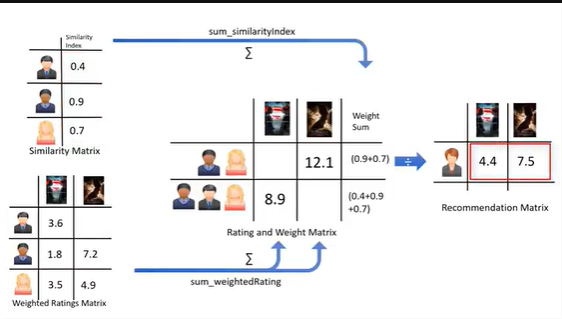 sum_similarityIndex
Σ
Similarity
Index
0.4
0.9
0.7
Similarity Matrix
Weight
Sum
12.1 (0.9+0.7)
8.9 (0.4+0.9
+0.7)
÷
4.4 7.5
Rating and Weight Matrix
Recommendation Matrix
3.6
1.8 7.2
3.5 4.9
Weighted Ratings Matrix
Σ
sum_weightedRating